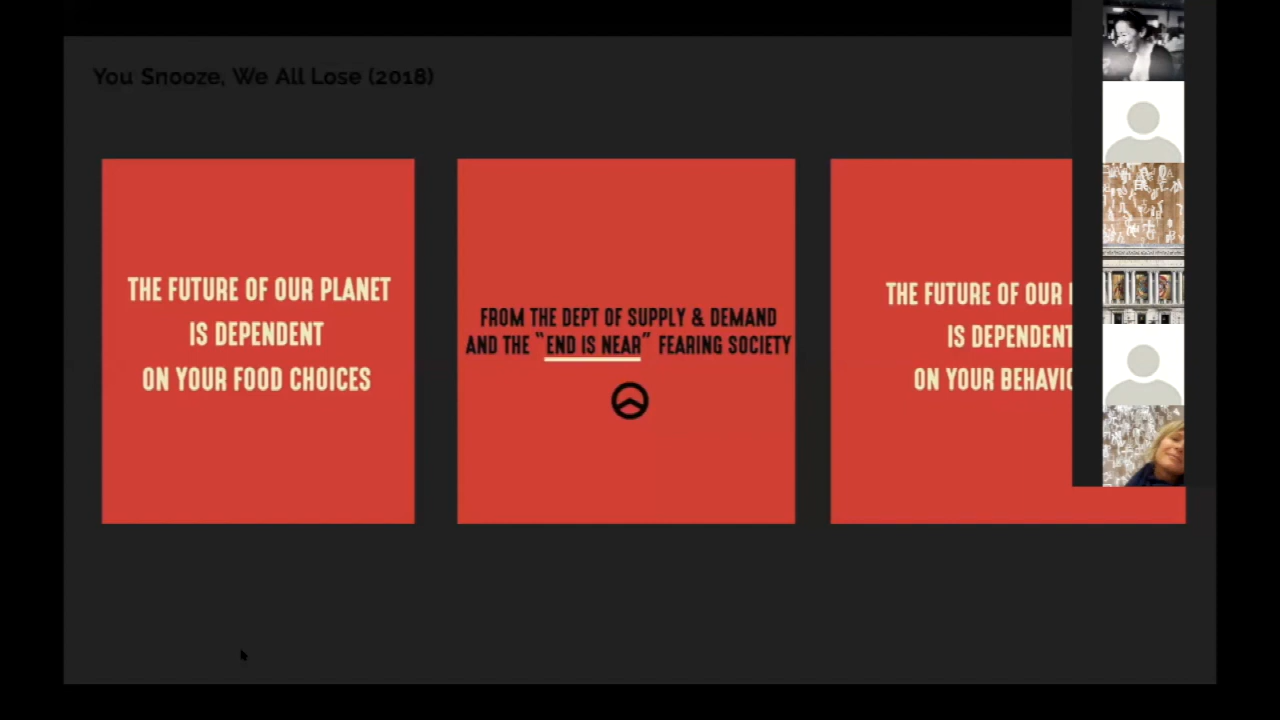 You Snooze, We All Lose (2018)
THE FUTURE OF OUR PLANET
IS DEPENDENT
ON YOUR FOOD CHOICES
FROM THE DEPT OF SUPPLY & DEMAND
AND THE "END IS NEAR" FEARING SOCIETY
THE FUTURE OF OUR
IS DEPENDENT
ON YOUR